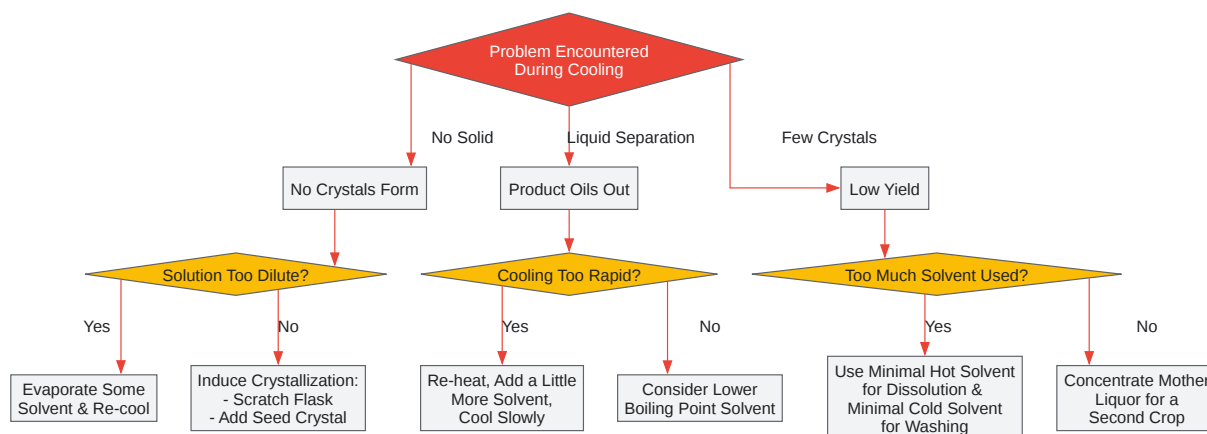 Problem Encountered
During Cooling
No Solid
Liquid Separation
Few Crystals
No Crystals Form
Product Oils Out
Low Yield
Solution Too Dilute?
Cooling Too Rapid?
Too Much Solvent Used?
Yes
No
Yes
No
Yes
No
Evaporate Some
Solvent & Re-cool
Induce Crystallization:
- Scratch Flask
- Add Seed Crystal
Re-heat, Add a Little
More Solvent,
Cool Slowly
Consider Lower
Boiling Point Solvent
Use Minimal Hot Solvent
for Dissolution &
Minimal Cold Solvent
for Washing
Concentrate Mother
Liquor for a
Second Crop